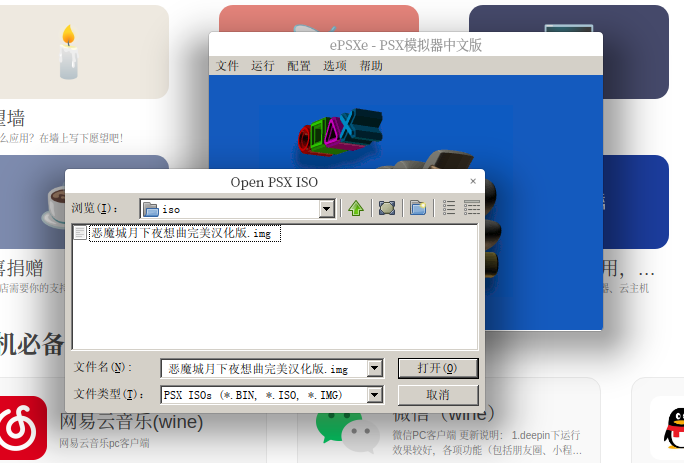 ePSXe - PSX模拟器中文版
文件 运行 配置 选项 帮助
望墙
么应用？在墙上写下愿望吧！
Open PSX ISO
×
浏览(I):
iso
恶魔城月下夜想曲完美汉化版.img
喜捐赠
店需要你的支持
用，...
器、云主机
机必备
文件名(N):
恶魔城月下夜想曲完美汉化版.img
打开(O)
文件类型(I):
PSX ISOs (*.BIN, *.ISO, *.IMG)
取消
网易云音乐(wine)
网易云音乐pc客户端
微信（wine）
微信PC客户端 更新说明： 1.deepin下运行
效果较好，各项功能（包括朋友圈、小程...